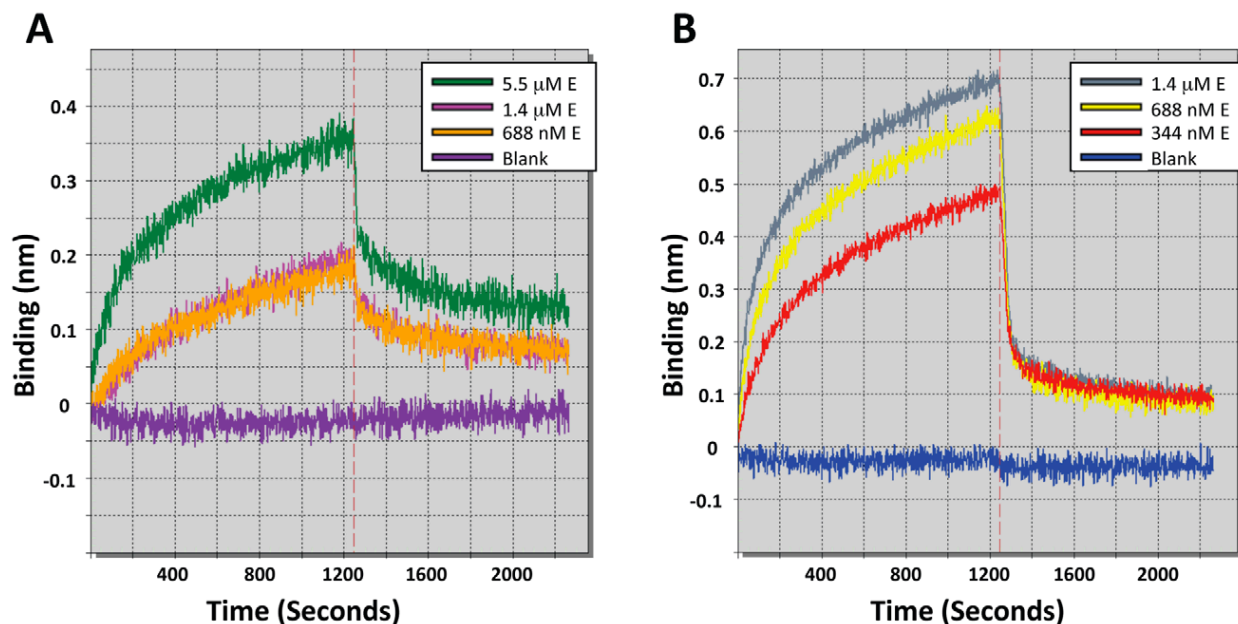 A
Binding (nm)
0.4
0.3
0.2
0.1
0
-0.1
5.5 μM E
1.4 μM E
688 nM E
Blank
400 800 1200 1600 2000
Time (Seconds)
B
Binding (nm)
0.7
0.6
0.5
0.4
0.3
0.2
0.1
0
-0.1
1.4 μM E
688 nM E
344 nM E
Blank
400 800 1200 1600 2000
Time (Seconds)